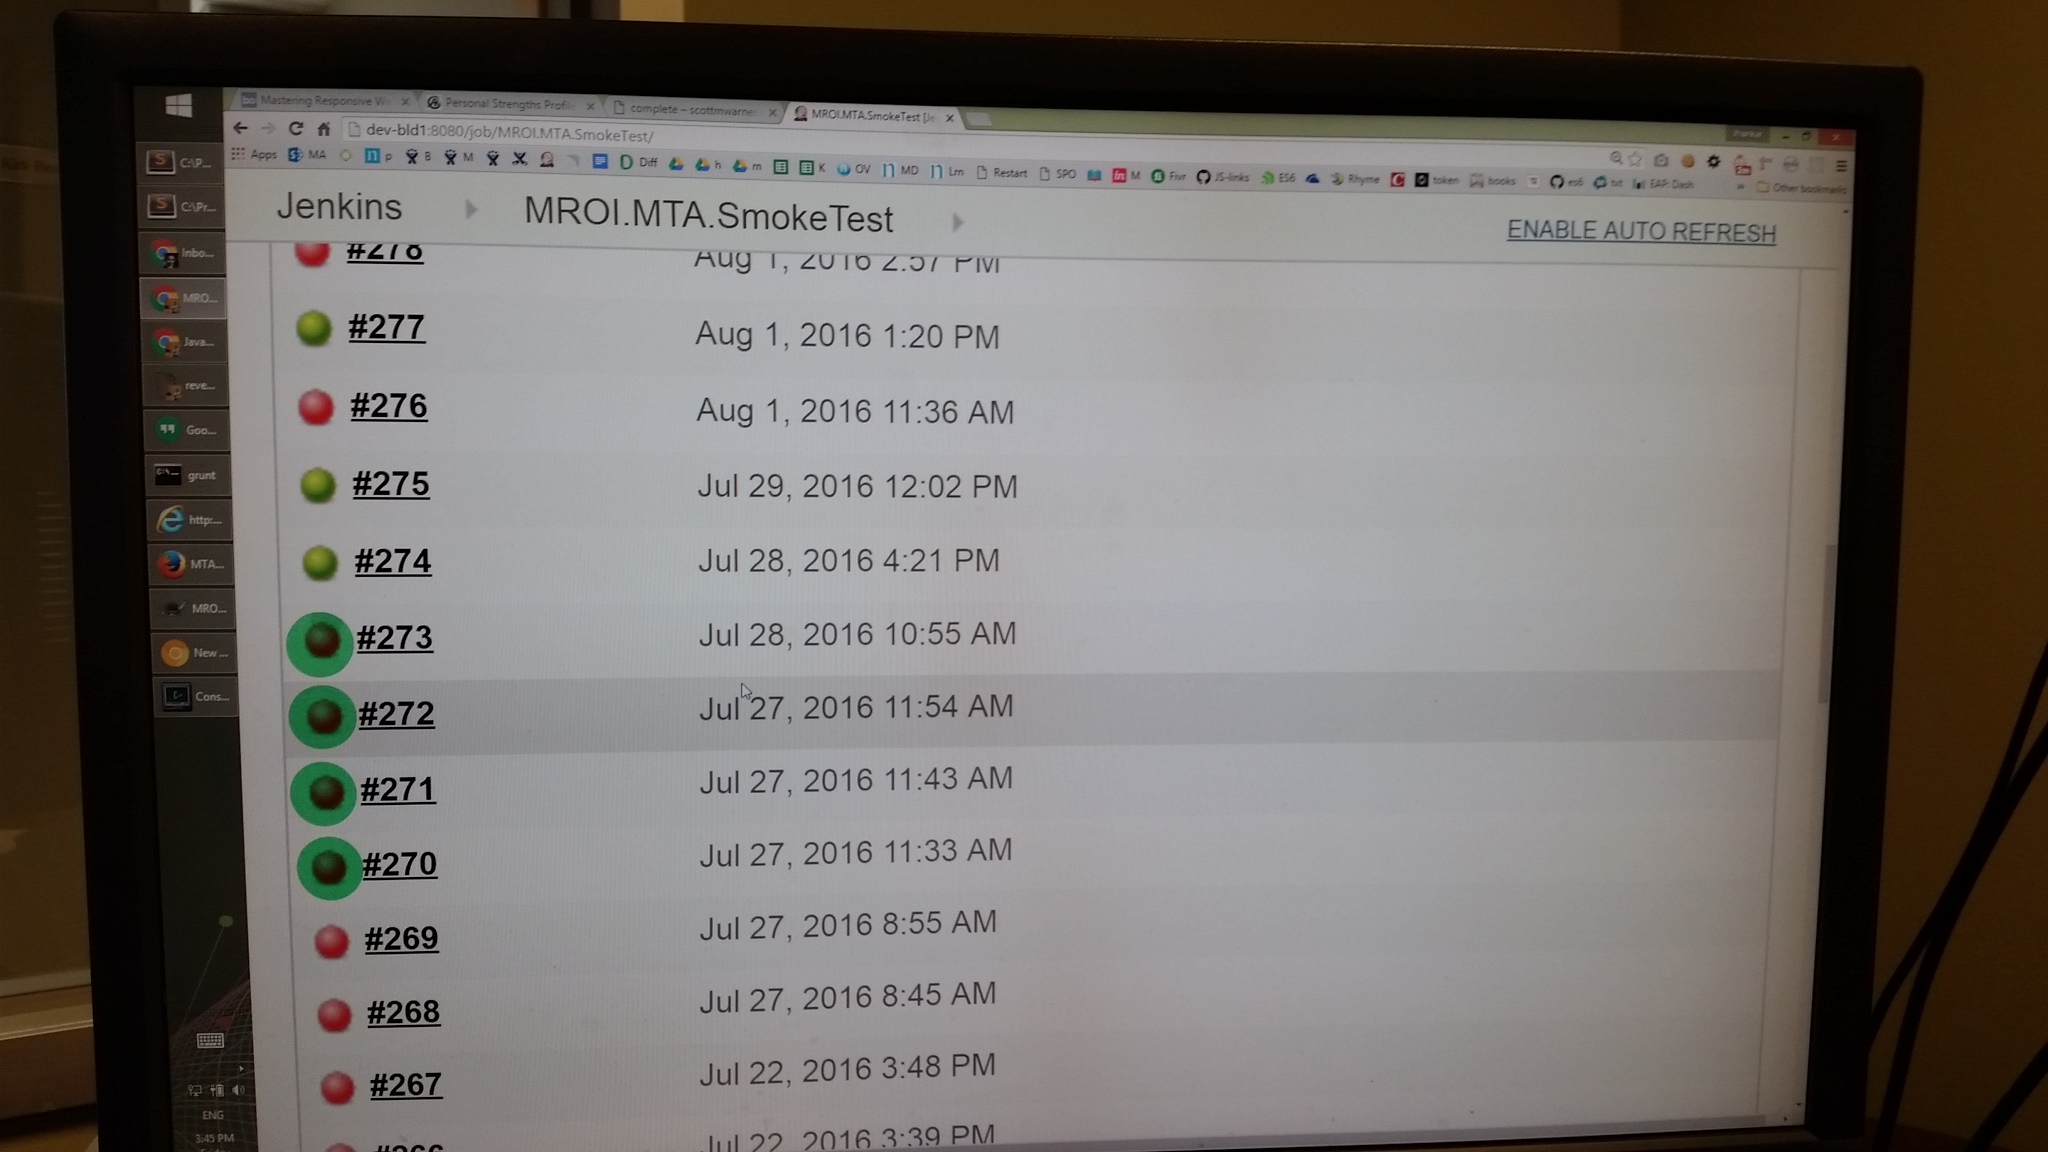 Mastering Responsive W
Personal Strengths Profil
complete – scottmwarne
MROI.MTA.SmokeTest [Je
dev-bld1:8080/job/MROI.MTA.SmokeTest/
Apps MA p B M Diff h m K OV MD Lrn Restart SPO M Fivr JS-links ES6 Rhyme token books es6 txt EAP: Dash » Other bookmarks
Jenkins
MROI.MTA.SmokeTest
ENABLE AUTO REFRESH
#278 Aug 1, 2016 2:57 PM
#277 Aug 1, 2016 1:20 PM
#276 Aug 1, 2016 11:36 AM
#275 Jul 29, 2016 12:02 PM
#274 Jul 28, 2016 4:21 PM
#273 Jul 28, 2016 10:55 AM
#272 Jul 27, 2016 11:54 AM
#271 Jul 27, 2016 11:43 AM
#270 Jul 27, 2016 11:33 AM
#269 Jul 27, 2016 8:55 AM
#268 Jul 27, 2016 8:45 AM
#267 Jul 22, 2016 3:48 PM
#266 Jul 22, 2016 3:39 PM
C:\P...
C:\Pr...
Inbo...
MRO...
Java...
reve...
Goo...
grunt
http:...
MTA...
MRO...
New ...
Cons...
ENG
3:45 PM